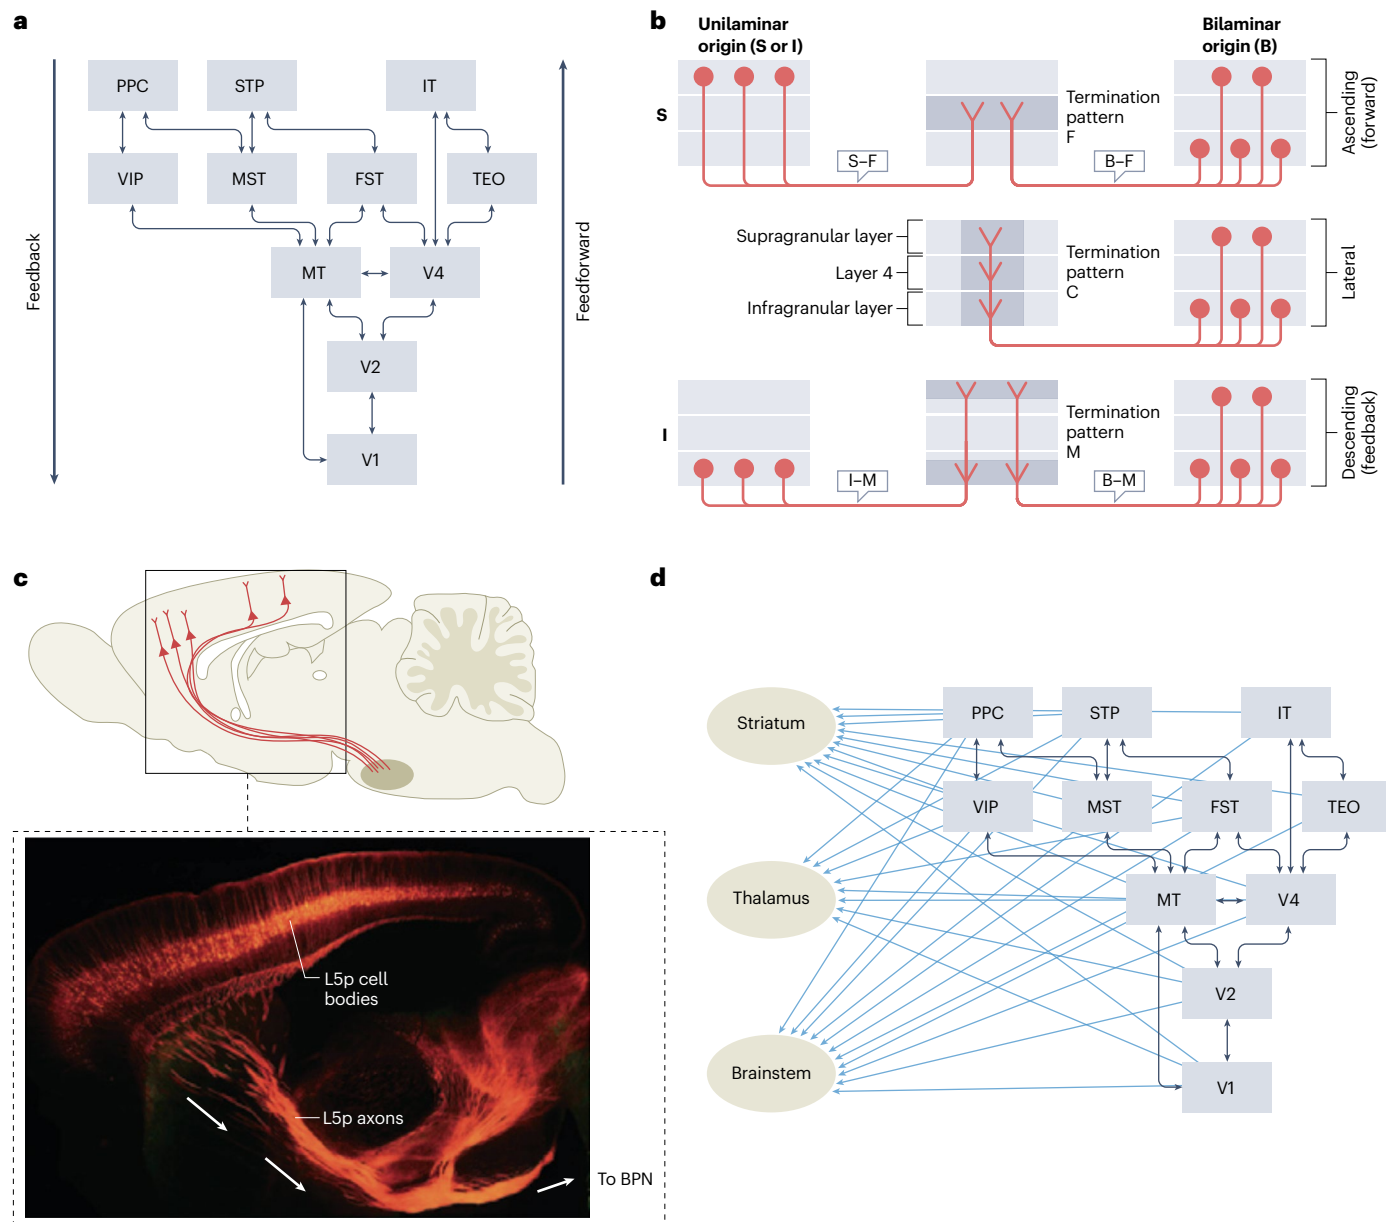 a
PPC
STP
IT
VIP
MST
FST
TEO
MT
V4
V2
V1
Feedback
Feedforward
b
Unilaminar
origin (S or I)
Bilaminar
origin (B)
S
S–F
Termination
pattern
F
B–F
Ascending
(forward)
Supragranular layer
Layer 4
Infragranular layer
Termination
pattern
C
Lateral
I
I–M
Termination
pattern
M
B–M
Descending
(feedback)
c
L5p cell
bodies
L5p axons
To BPN
d
Striatum
Thalamus
Brainstem
PPC
STP
IT
VIP
MST
FST
TEO
MT
V4
V2
V1